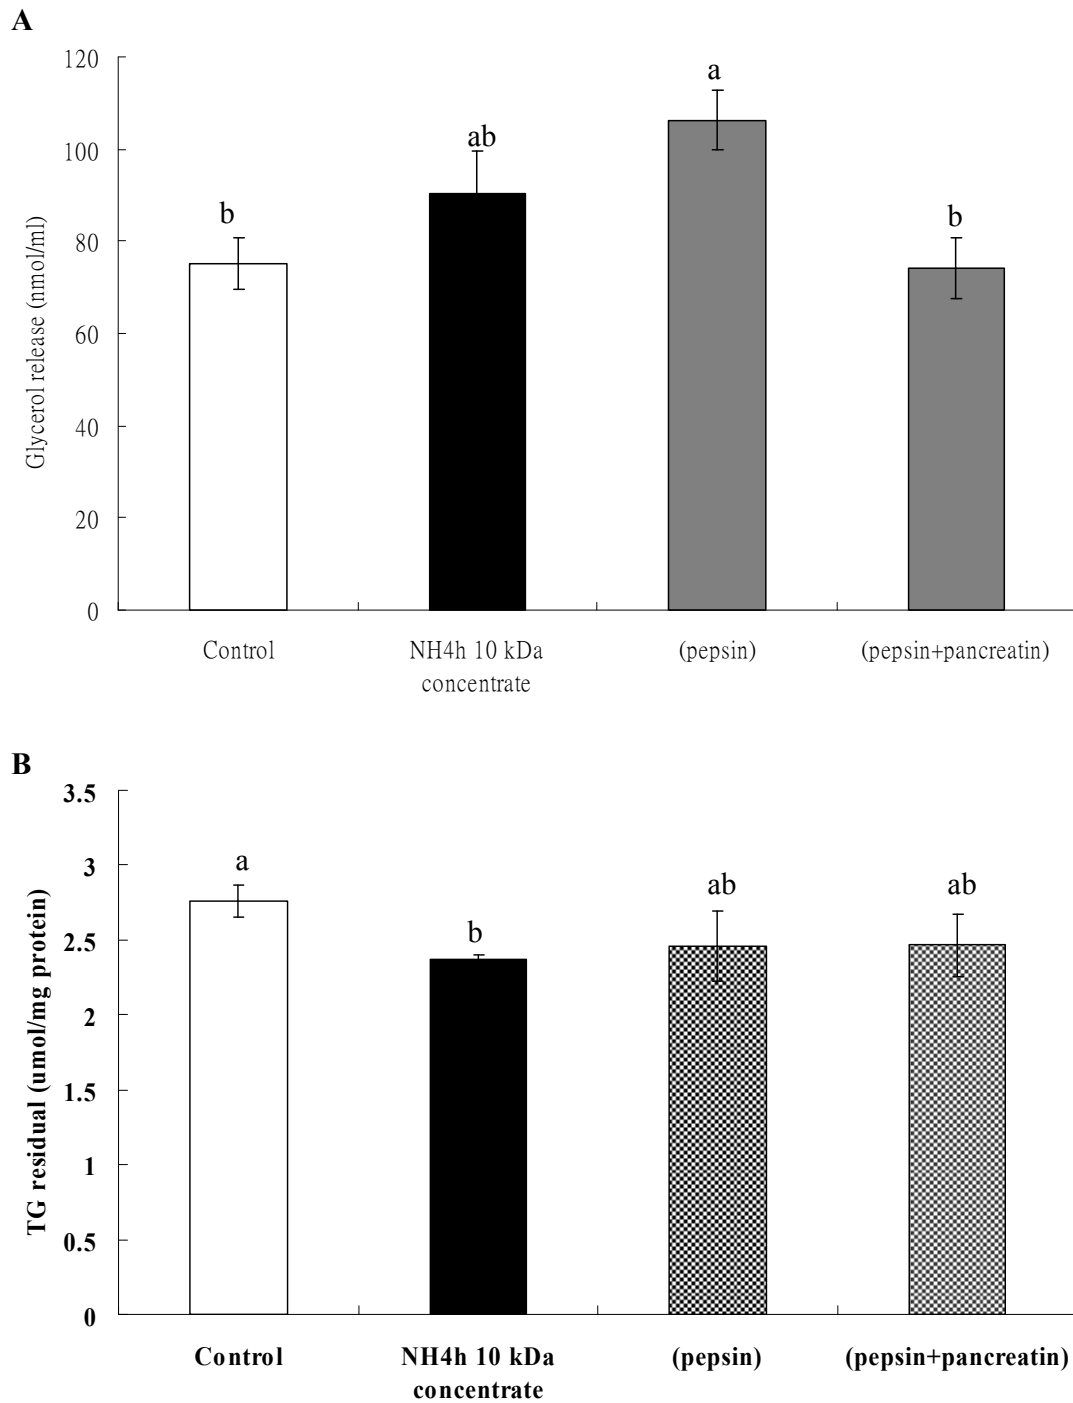 A
120
100
80
60
40
20
0
Glycerol release (nmol/ml)
b
ab
a
b
Control
NH4h 10 kDa
concentrate
(pepsin)
(pepsin+pancreatin)
B
3.5
3
2.5
2
1.5
1
0.5
0
TG residual (umol/mg protein)
a
b
ab
ab
Control
NH4h 10 kDa
concentrate
(pepsin)
(pepsin+pancreatin)